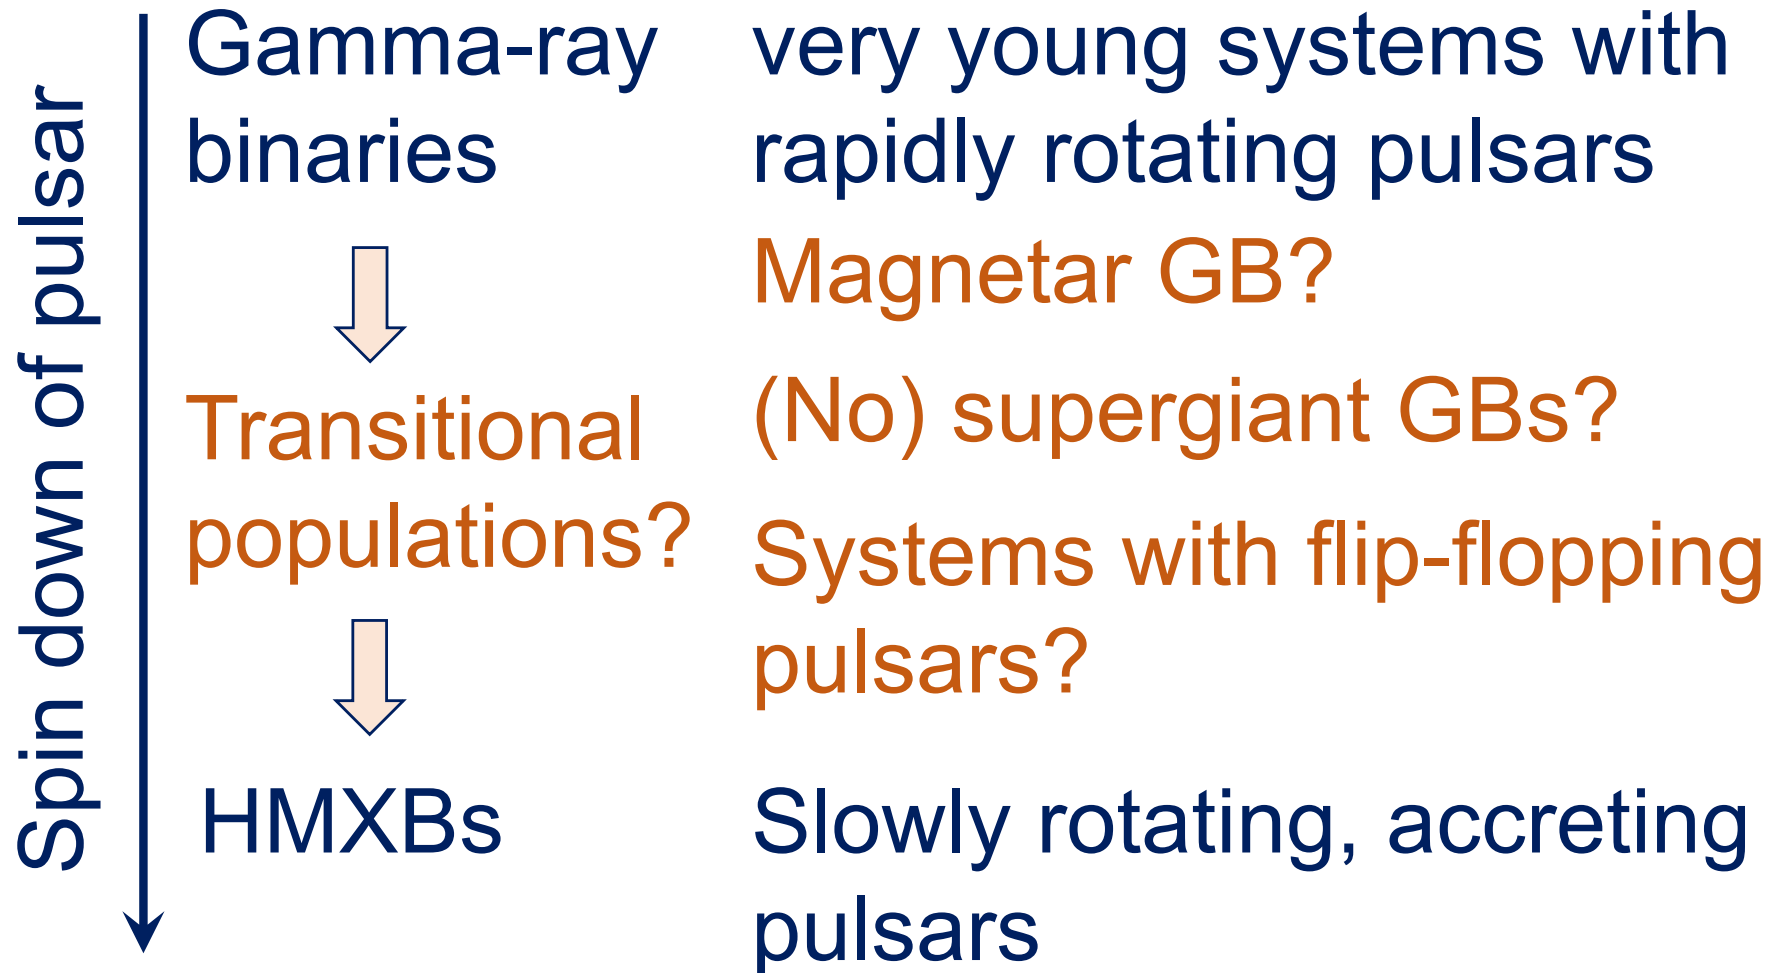 Spin down of pulsar
Gamma-ray
binaries
very young systems with
rapidly rotating pulsars
Magnetar GB?
(No) supergiant GBs?
Transitional
populations?
Systems with flip-flopping
pulsars?
HMXBs
Slowly rotating, accreting
pulsars